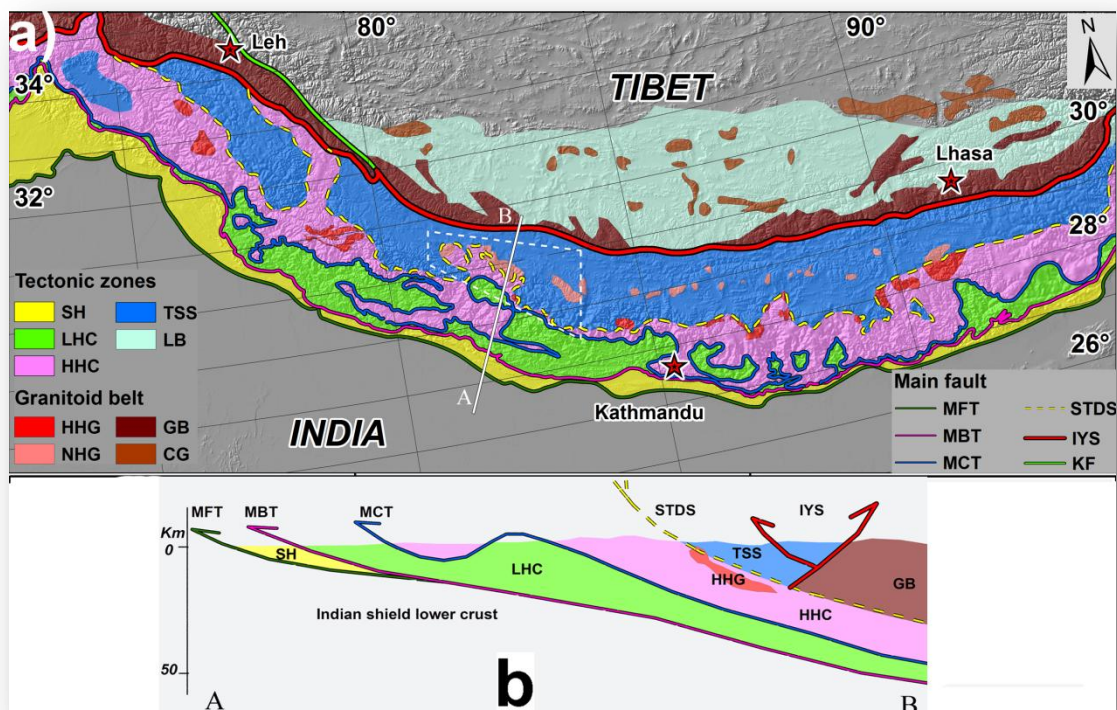 a)
80°
90°
N
Leh
34°
TIBET
30°
Lhasa
32°
28°
B
Tectonic zones
SH
TSS
LHC
LB
HHC
26°
A
Granitoid belt
HHG
GB
NHG
CG
INDIA
Kathmandu
Main fault
MFT
STDS
MBT
IYS
MCT
KF
MFT
MBT
MCT
STDS
IYS
Km
0
SH
TSS
LHC
HHG
GB
HHC
Indian shield lower crust
50
A
b
B